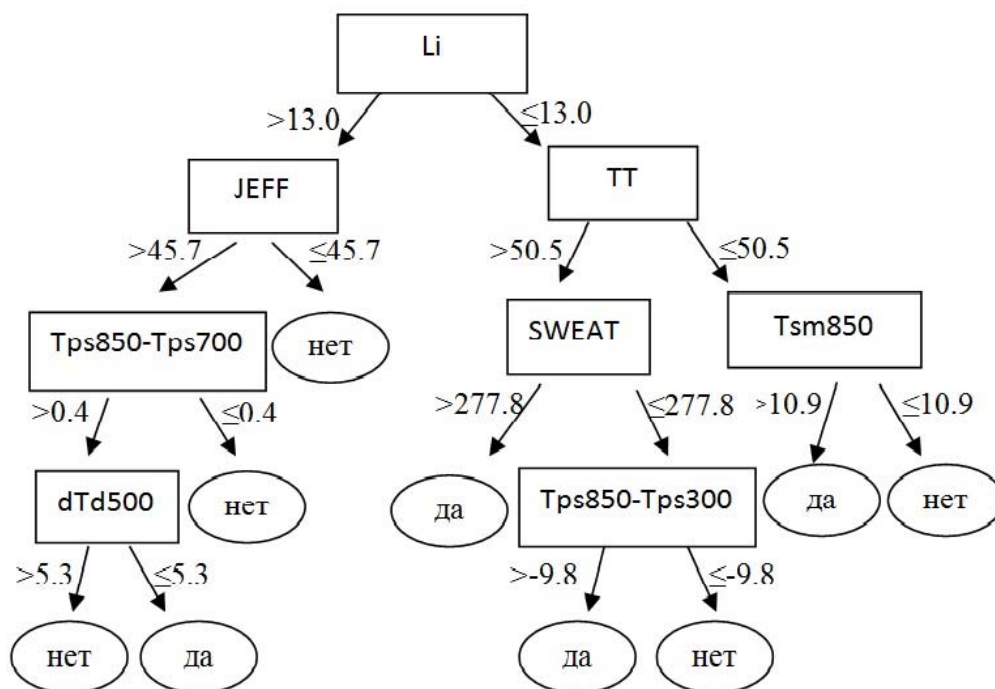 Li
>13.0
≤13.0
JEFF
TT
>45.7
≤45.7
>50.5
≤50.5
Tps850-Tps700
нет
SWEAT
Tsm850
>0.4
≤0.4
>277.8
≤277.8
>10.9
≤10.9
dTd500
нет
да
Tps850-Tps300
да
нет
>5.3
≤5.3
>-9.8
≤-9.8
нет
да
да
нет